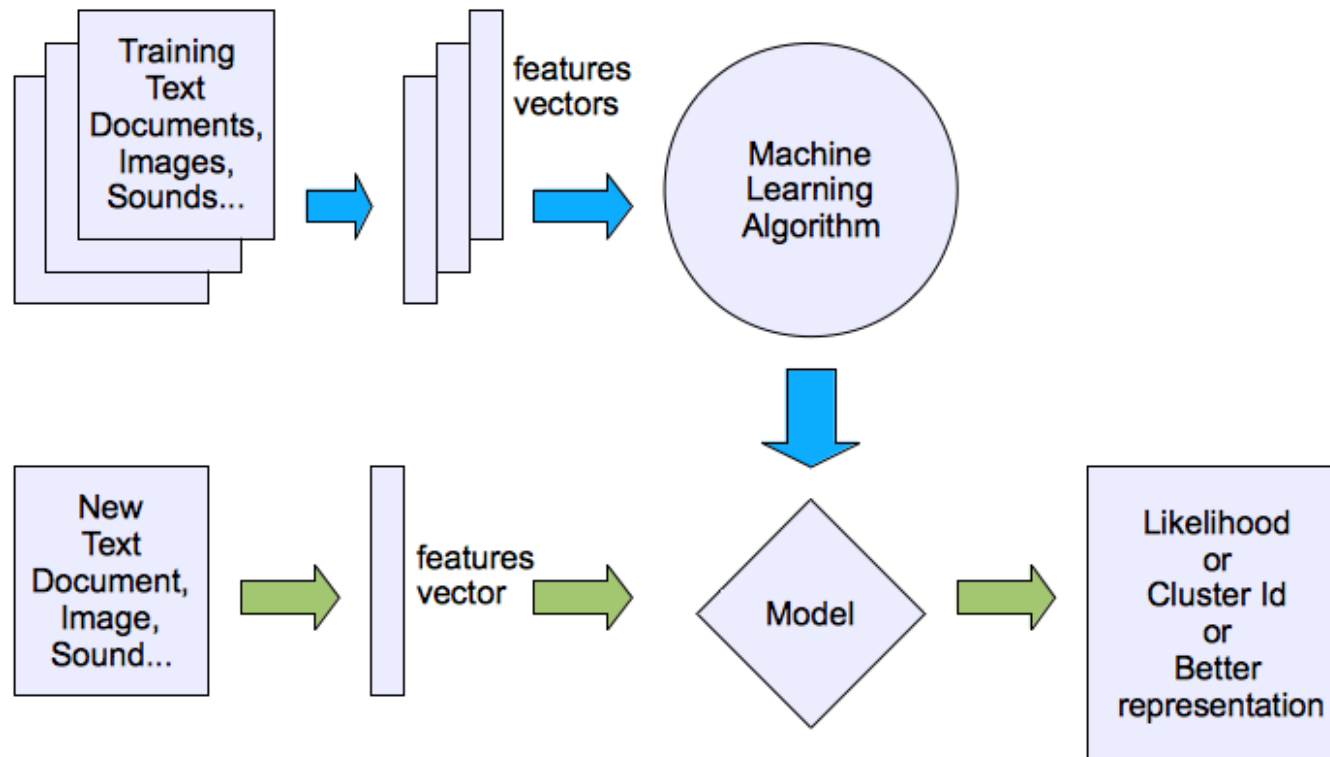 Training
Text
Documents,
Images,
Sounds...
features
vectors
Machine
Learning
Algorithm
New
Text
Document,
Image,
Sound...
features
vector
Model
Likelihood
or
Cluster Id
or
Better
representation